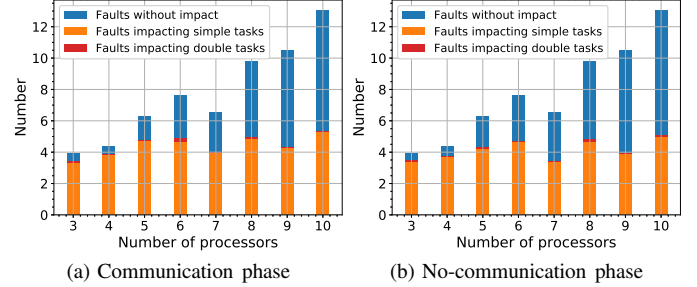 Faults without impact
Faults impacting simple tasks
Faults impacting double tasks
Number
12
10
8
6
4
2
0
3 4 5 6 7 8 9 10
Number of processors
(a) Communication phase
Faults without impact
Faults impacting simple tasks
Faults impacting double tasks
Number
12
10
8
6
4
2
0
3 4 5 6 7 8 9 10
Number of processors
(b) No-communication phase